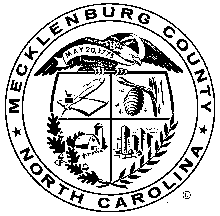 MECKLENBURG COUNTY
MAY 20, 1775
NORTH CAROLINA
©